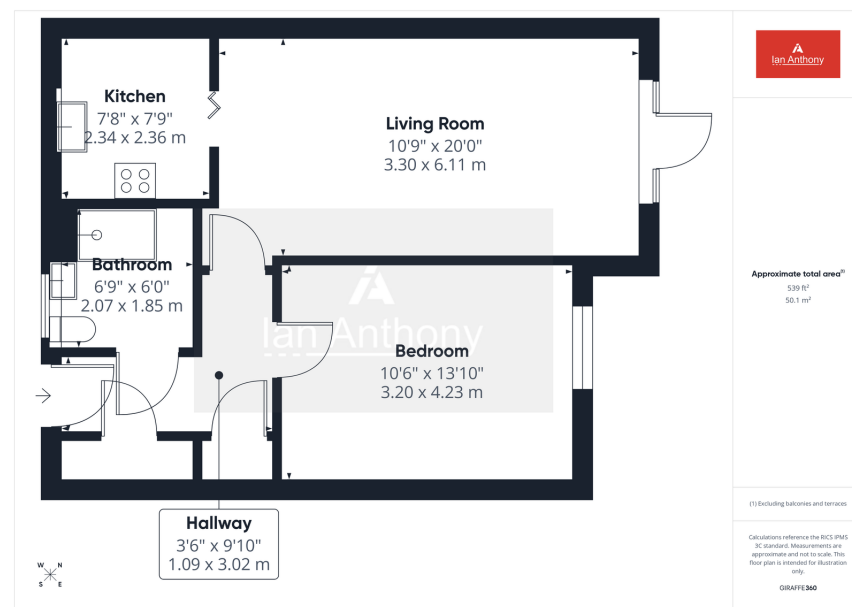 Kitchen
7'8" x 7'9"
2.34 x 2.36 m
Living Room
10'9" x 20'0"
3.30 x 6.11 m
Bathroom
6'9" x 6'0"
2.07 x 1.85 m
Ian Anthony
Bedroom
10'6" x 13'10"
3.20 x 4.23 m
Hallway
3'6" x 9'10"
1.09 x 3.02 m
W N
S E
Ian Anthony
Approximate total area(1)
539 ft²
50.1 m²
(1) Excluding balconies and terraces
Calculations reference the RICS IPMS
3C standard. Measurements are
approximate and not to scale. This
floor plan is intended for illustration
only.
GIRAFFE360